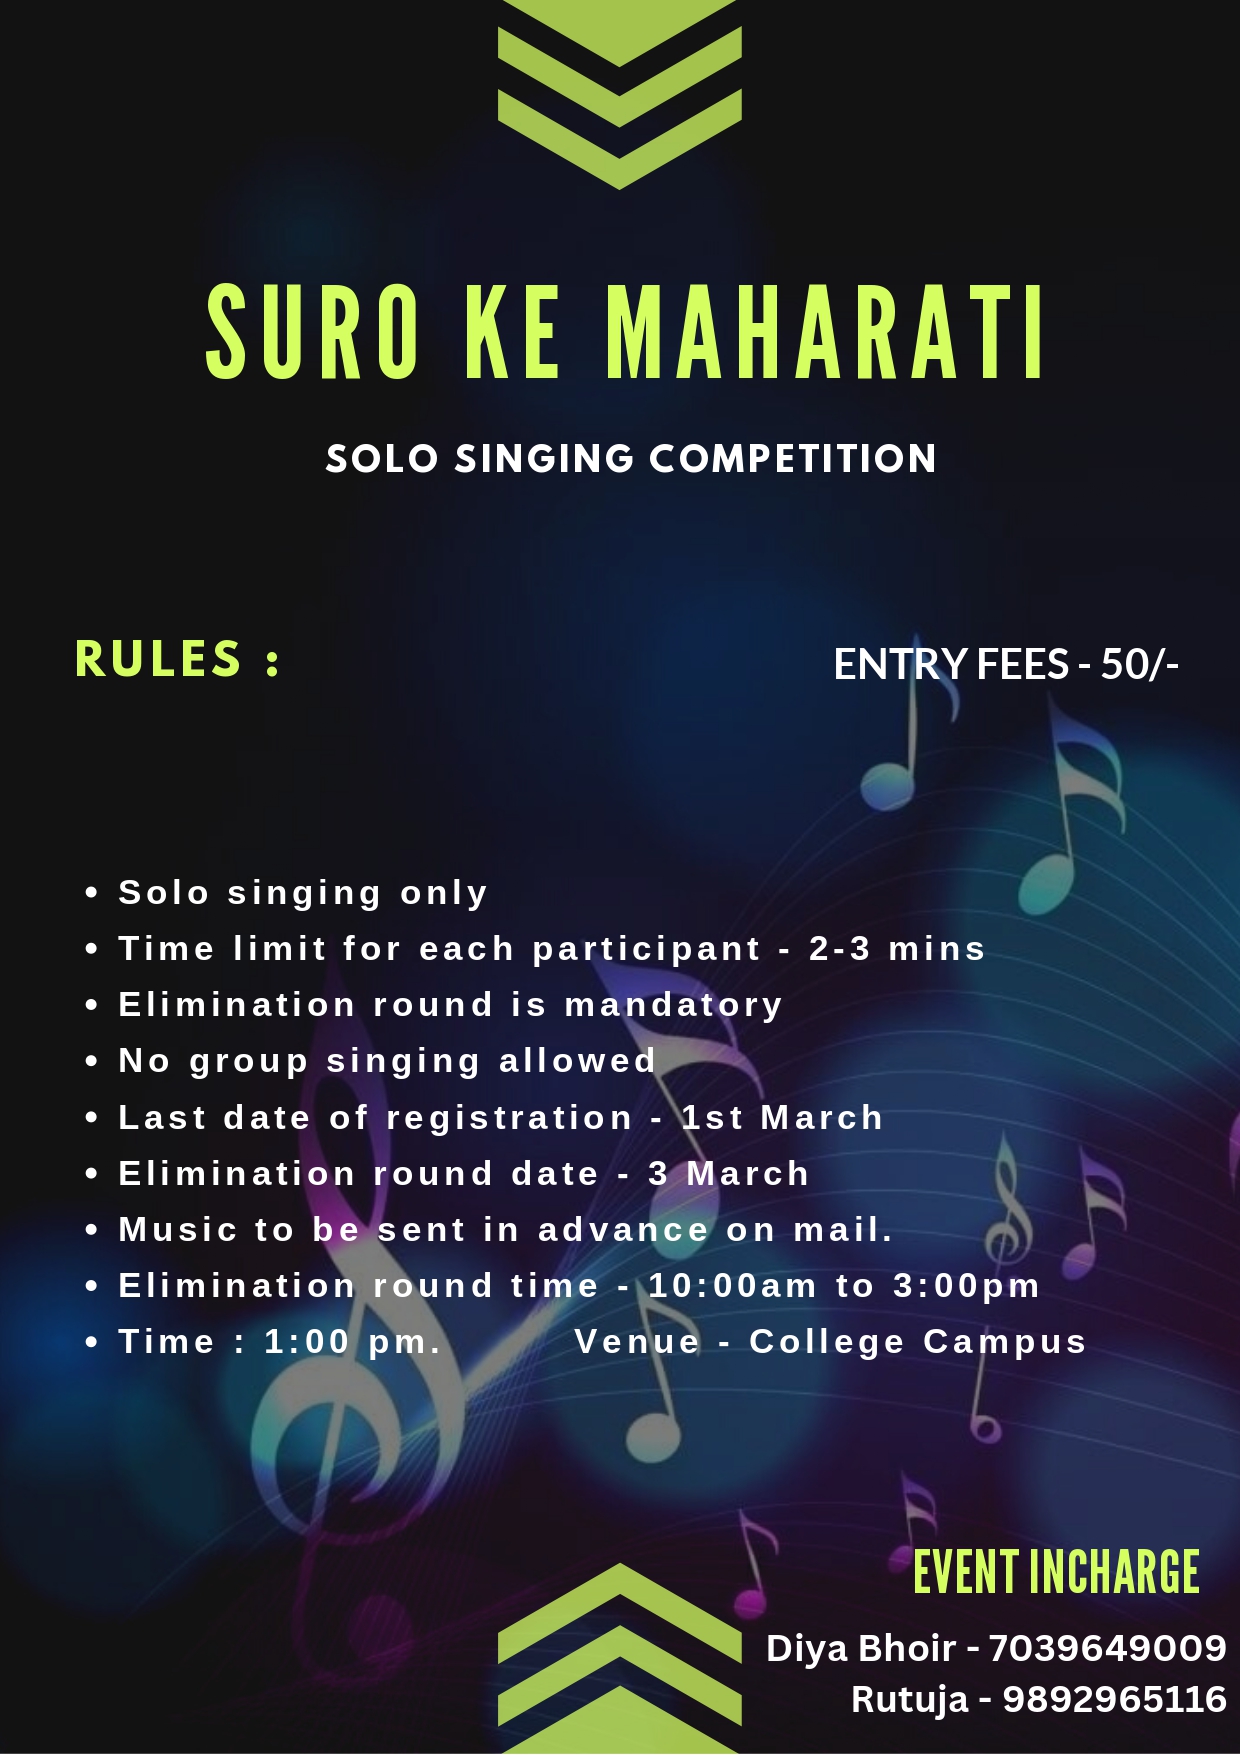 SURO KE MAHARATI
SOLO SINGING COMPETITION
RULES :
ENTRY FEES - 50/-
• Solo singing only
• Time limit for each participant - 2-3 mins
• Elimination round is mandatory
• No group singing allowed
• Last date of registration - 1st March
• Elimination round date - 3 March
• Music to be sent in advance on mail.
• Elimination round time - 10:00am to 3:00pm
• Time : 1:00 pm. Venue - College Campus
EVENT INCHARGE
Diya Bhoir - 7039649009
Rutuja - 9892965116